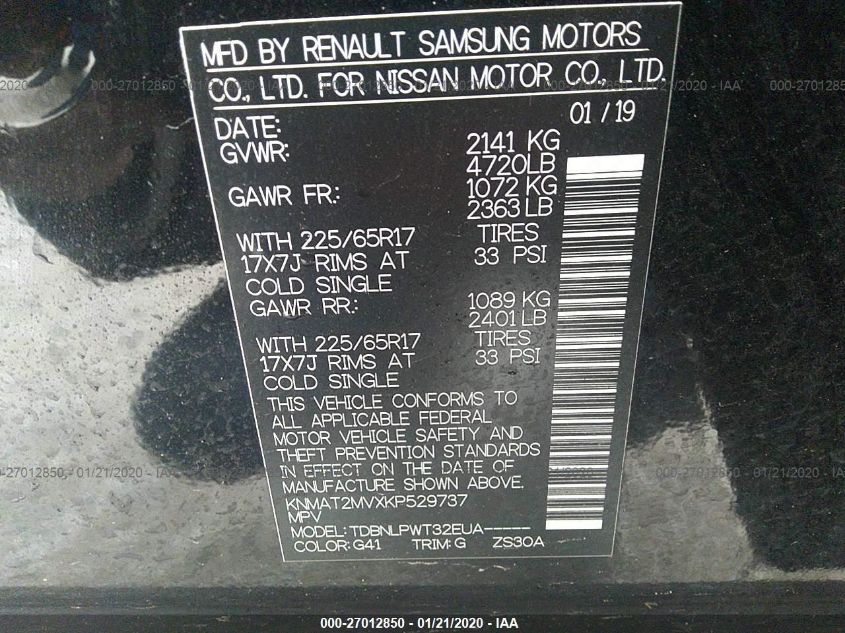 MFD BY RENAULT SAMSUNG MOTORS
CO., LTD. FOR NISSAN MOTOR CO., LTD.
DATE: 01 / 19
GVWR: 2141 KG
4720LB
GAWR FR.: 1072 KG
2363 LB
WITH 225/65R17 TIRES
17X7J RIMS AT 33 PSI
COLD SINGLE
GAWR RR.: 1089 KG
2401 LB
WITH 225/65R17 TIRES
17X7J RIMS AT 33 PSI
COLD SINGLE
THIS VEHICLE CONFORMS TO
ALL APPLICABLE FEDERAL
MOTOR VEHICLE SAFETY AND
THEFT PREVENTION STANDARDS
IN EFFECT ON THE DATE OF
MANUFACTURE SHOWN ABOVE.
KNMAT2MVXKP529737
MPV
MODEL: TDBNLPWT32EUA-----
COLOR: G41 TRIM: G ZS30A
000-27012850 - 01/21/2020 - IAA